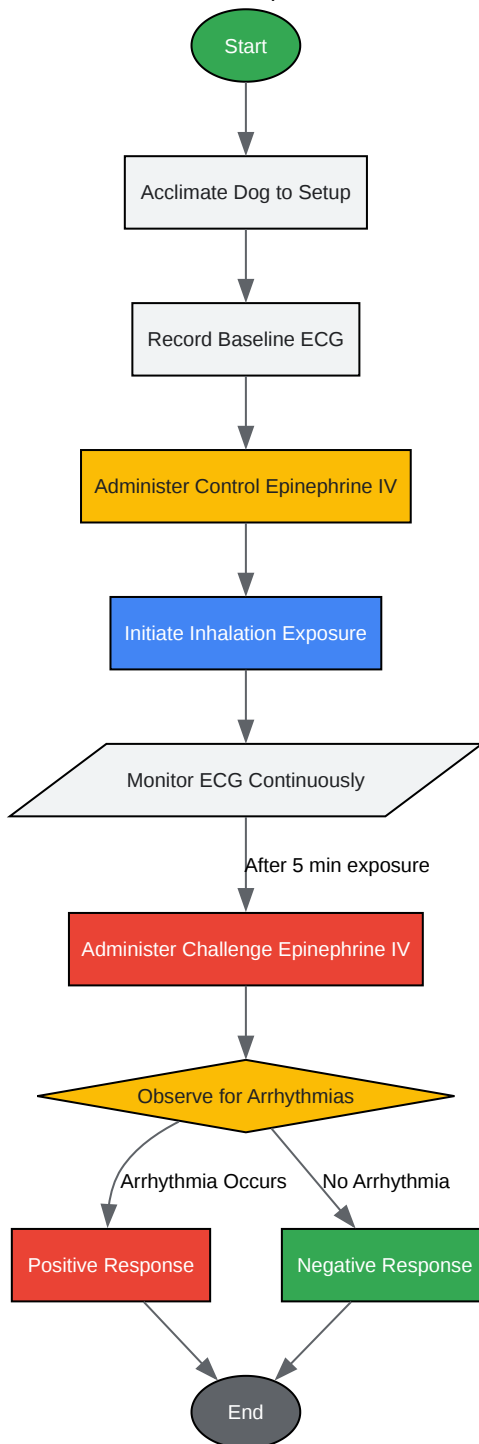 Start
Acclimate Dog to Setup
Record Baseline ECG
Administer Control Epinephrine IV
Initiate Inhalation Exposure
Monitor ECG Continuously
After 5 min exposure
Administer Challenge Epinephrine IV
Observe for Arrhythmias
Arrhythmia Occurs
No Arrhythmia
Positive Response
Negative Response
End